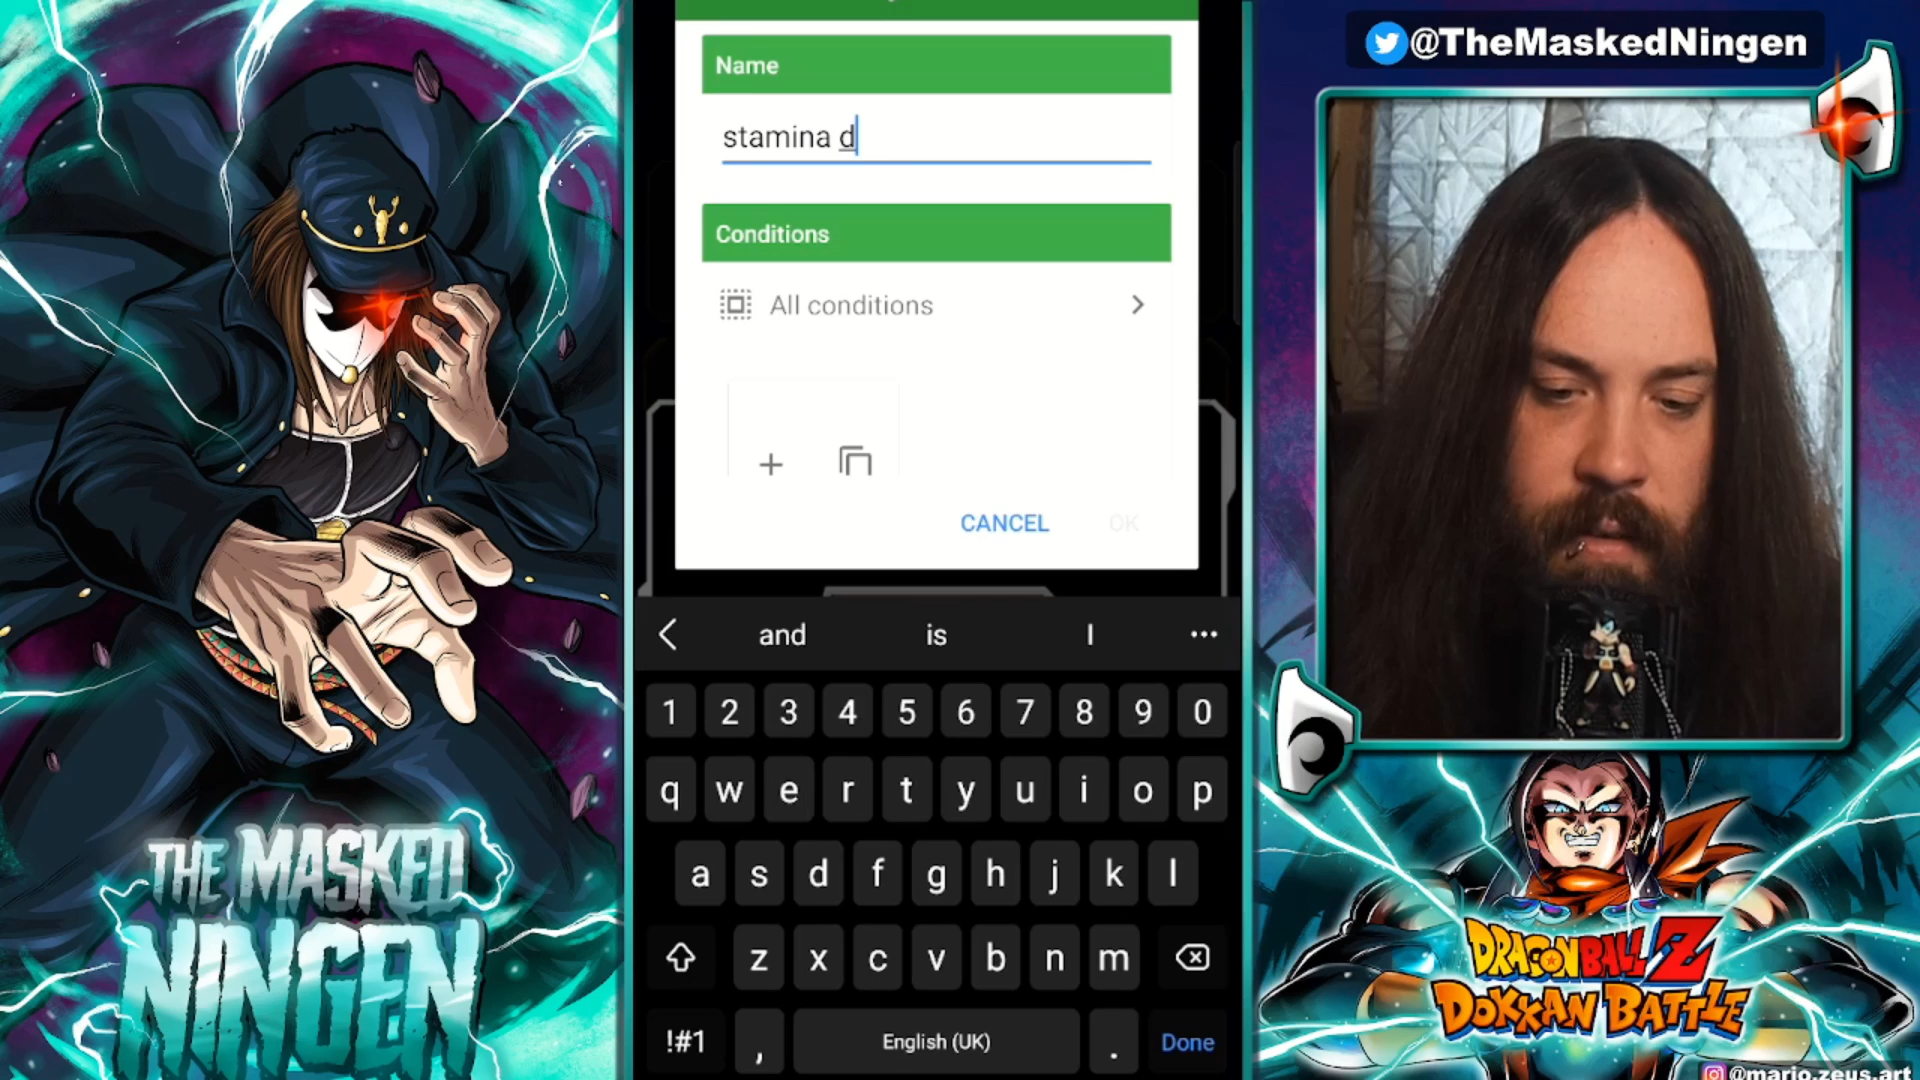 @TheMaskedNingen
Name
stamina d
Conditions
All conditions
CANCEL
OK
and is I
1 2 3 4 5 6 7 8 9 0
q w e r t y u i o p
a s d f g h j k l
z x c v b n m
!#1 , English (UK) . Done
THE MASKED
NINGEN
DRAGON BALL Z
DOKKAN BATTLE
@mario.zeus.art